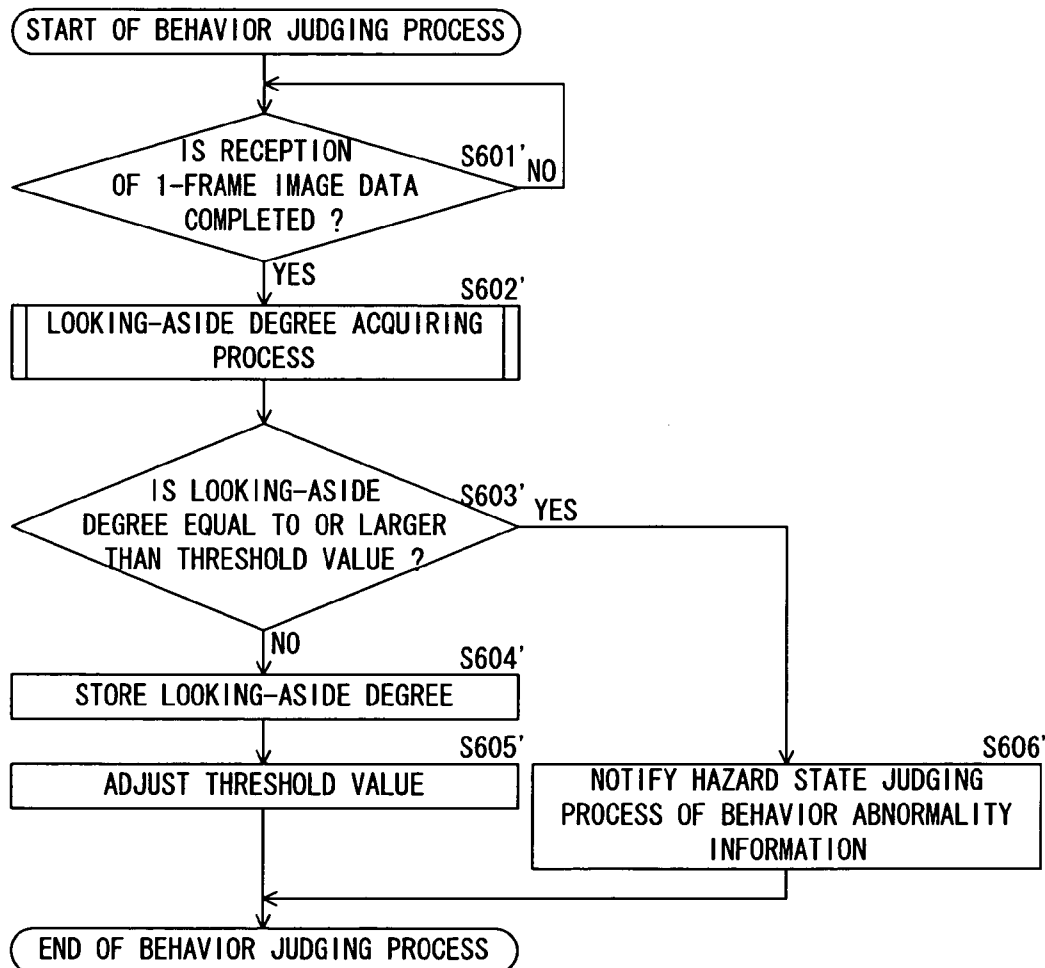 START OF BEHAVIOR JUDGING PROCESS
IS RECEPTION
OF 1-FRAME IMAGE DATA
COMPLETED ?
S601'
NO
YES
S602'
LOOKING-ASIDE DEGREE ACQUIRING
PROCESS
IS LOOKING-ASIDE
DEGREE EQUAL TO OR LARGER
THAN THRESHOLD VALUE ?
S603'
YES
NO
S604'
STORE LOOKING-ASIDE DEGREE
S605'
ADJUST THRESHOLD VALUE
S606'
NOTIFY HAZARD STATE JUDGING
PROCESS OF BEHAVIOR ABNORMALITY
INFORMATION
END OF BEHAVIOR JUDGING PROCESS